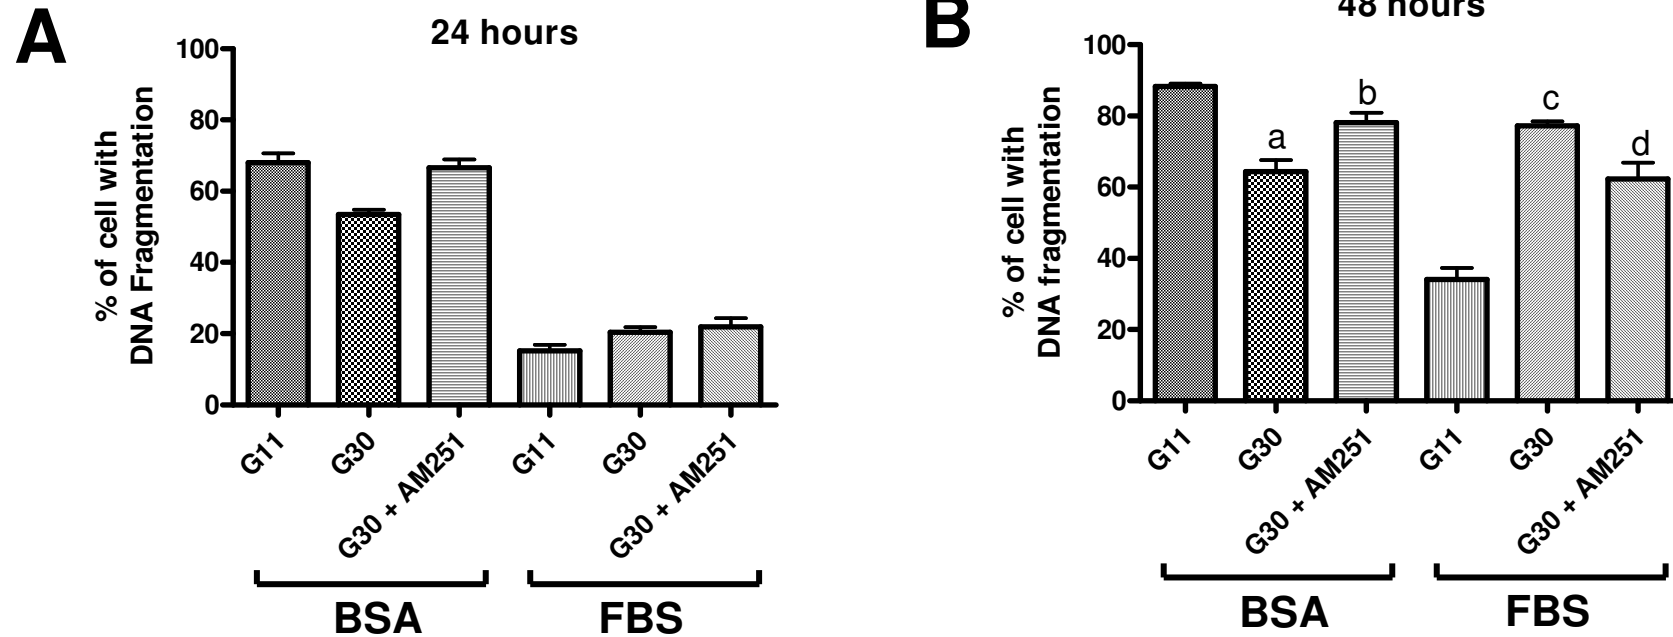 A
24 hours
% of cell with
DNA Fragmentation
100
80
60
40
20
0
G11
G30
G30 + AM251
G11
G30
G30 + AM251
BSA
FBS
B
48 hours
% of cell with
DNA fragmentation
100
80
60
40
20
0
a
b
c
d
G11
G30
G30 + AM251
G11
G30
G30 + AM251
BSA
FBS